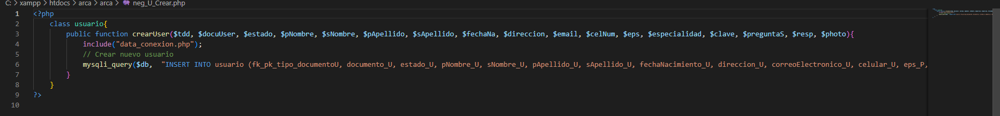 C: > xampp > htdocs > arca > arca > neg_U_Crear.php
1 <?php
2 class usuario{
3 public function crearUser($tdd, $docuUser, $estado, $pNombre, $sNombre, $pApellido, $sApellido, $fechaNa, $direccion, $email, $celNum, $eps, $especialidad, $clave, $preguntaS, $resp, $photo){
4 include("data_conexion.php");
5 // Crear nuevo usuario
6 mysqli_query($db,  "INSERT INTO usuario (fk_pk_tipo_documentoU, documento_U, estado_U, pNombre_U, sNombre_U, pApellido_U, sApellido_U, fechaNacimiento_U, direccion_U, correoElectronico_U, celular_U, eps_P,
7 }
8 }
9 ?>
10